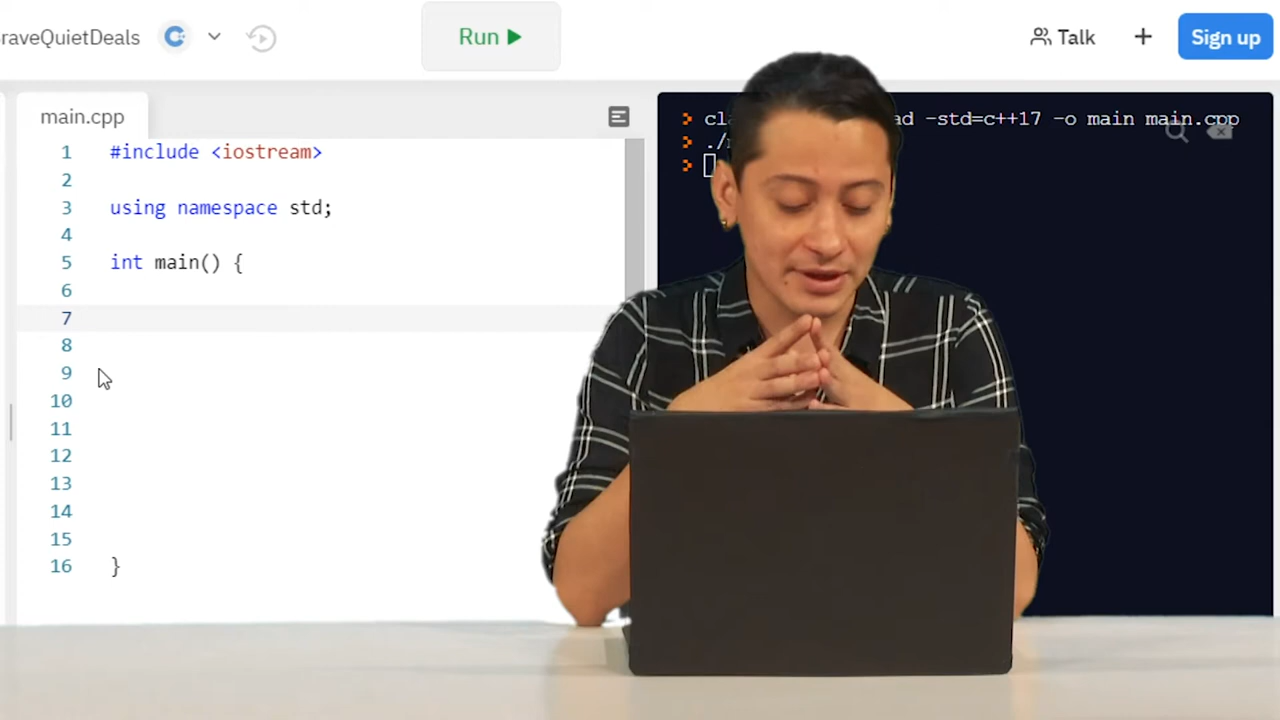 raveQuietDeals
Run
Talk
Sign up
main.cpp
1 #include <iostream>
2
3 using namespace std;
4
5 int main() {
6
7
8
9
10
11
12
13
14
15
16 }
-std=c++17 -o main main.cpp